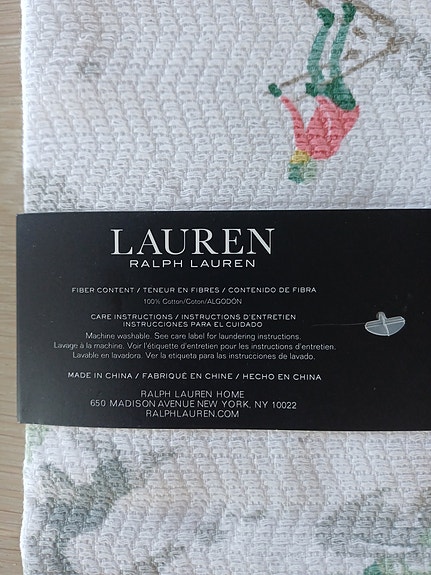 LAUREN
RALPH LAUREN
FIBER CONTENT / TENEUR EN FIBRES / CONTENIDO DE FIBRA
100% Cotton/Coton/ALGODÓN
CARE INSTRUCTIONS / INSTRUCTIONS D'ENTRETIEN
INSTRUCCIONES PARA EL CUIDADO
Machine washable. See care label for laundering instructions.
Lavage à la machine. Voir l'étiquette d'entretien pour les instructions d'entretien.
Lavable en lavadora. Ver la etiqueta para las instrucciones de lavado.
MADE IN CHINA / FABRIQUÉ EN CHINE / HECHO EN CHINA
RALPH LAUREN HOME
650 MADISON AVENUE NEW YORK, NY 10022
RALPHLAUREN.COM